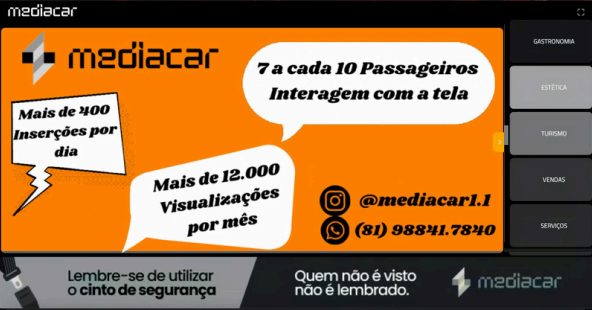 mediacar
mediacar
7 a cada 10 Passageiros
Interagem com a tela
Mais de 400
Inserções por
dia
Mais de 12.000
Visualizações
por mês
@mediacar1.1
(81) 98841.7840
GASTRONOMIA
ESTÉTICA
TURISMO
VENDAS
SERVIÇOS
Lembre-se de utilizar
o cinto de segurança
Quem não é visto
não é lembrado.
mediacar